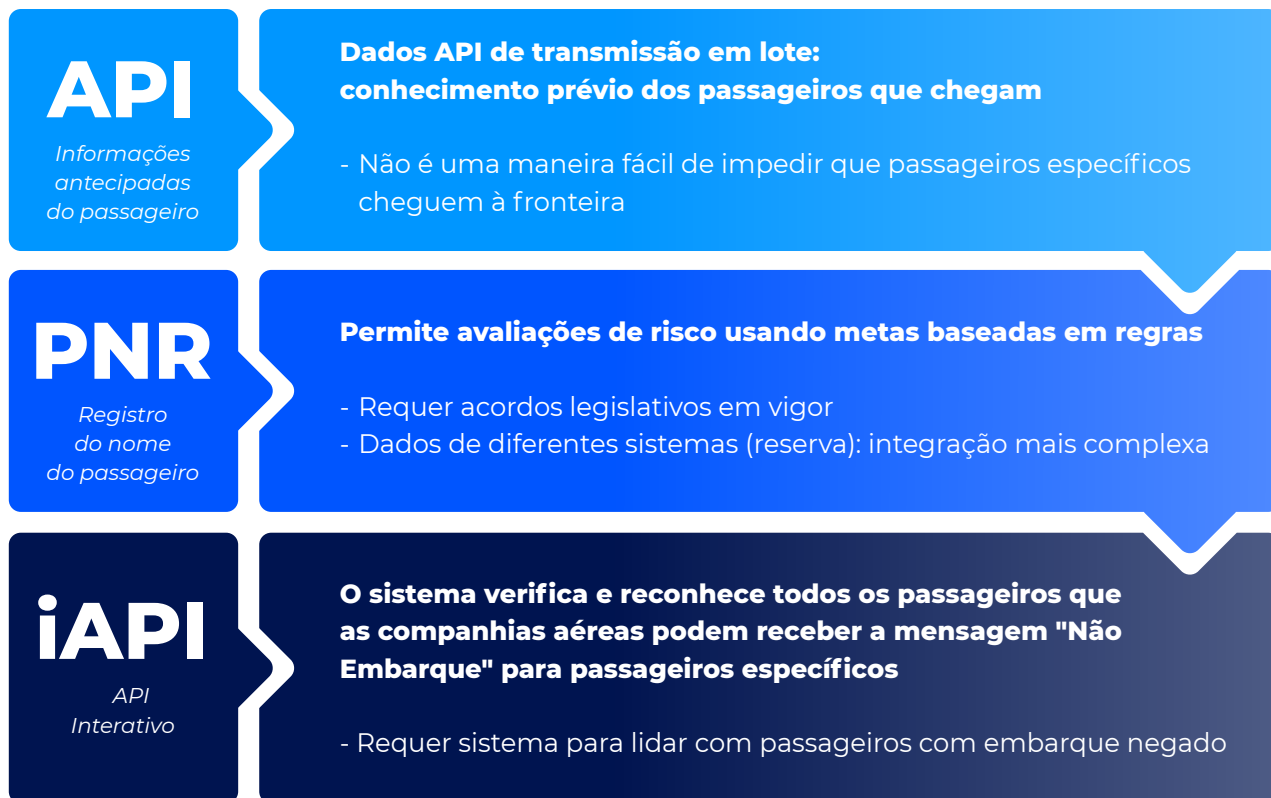 API
Informações
antecipadas
do passageiro
Dados API de transmissão em lote:
conhecimento prévio dos passageiros que chegam
- Não é uma maneira fácil de impedir que passageiros específicos
cheguem à fronteira
PNR
Registro
do nome
do passageiro
Permite avaliações de risco usando metas baseadas em regras
- Requer acordos legislativos em vigor
- Dados de diferentes sistemas (reserva): integração mais complexa
iAPI
API
Interativo
O sistema verifica e reconhece todos os passageiros que
as companhias aéreas podem receber a mensagem "Não
Embarque" para passageiros específicos
- Requer sistema para lidar com passageiros com embarque negado